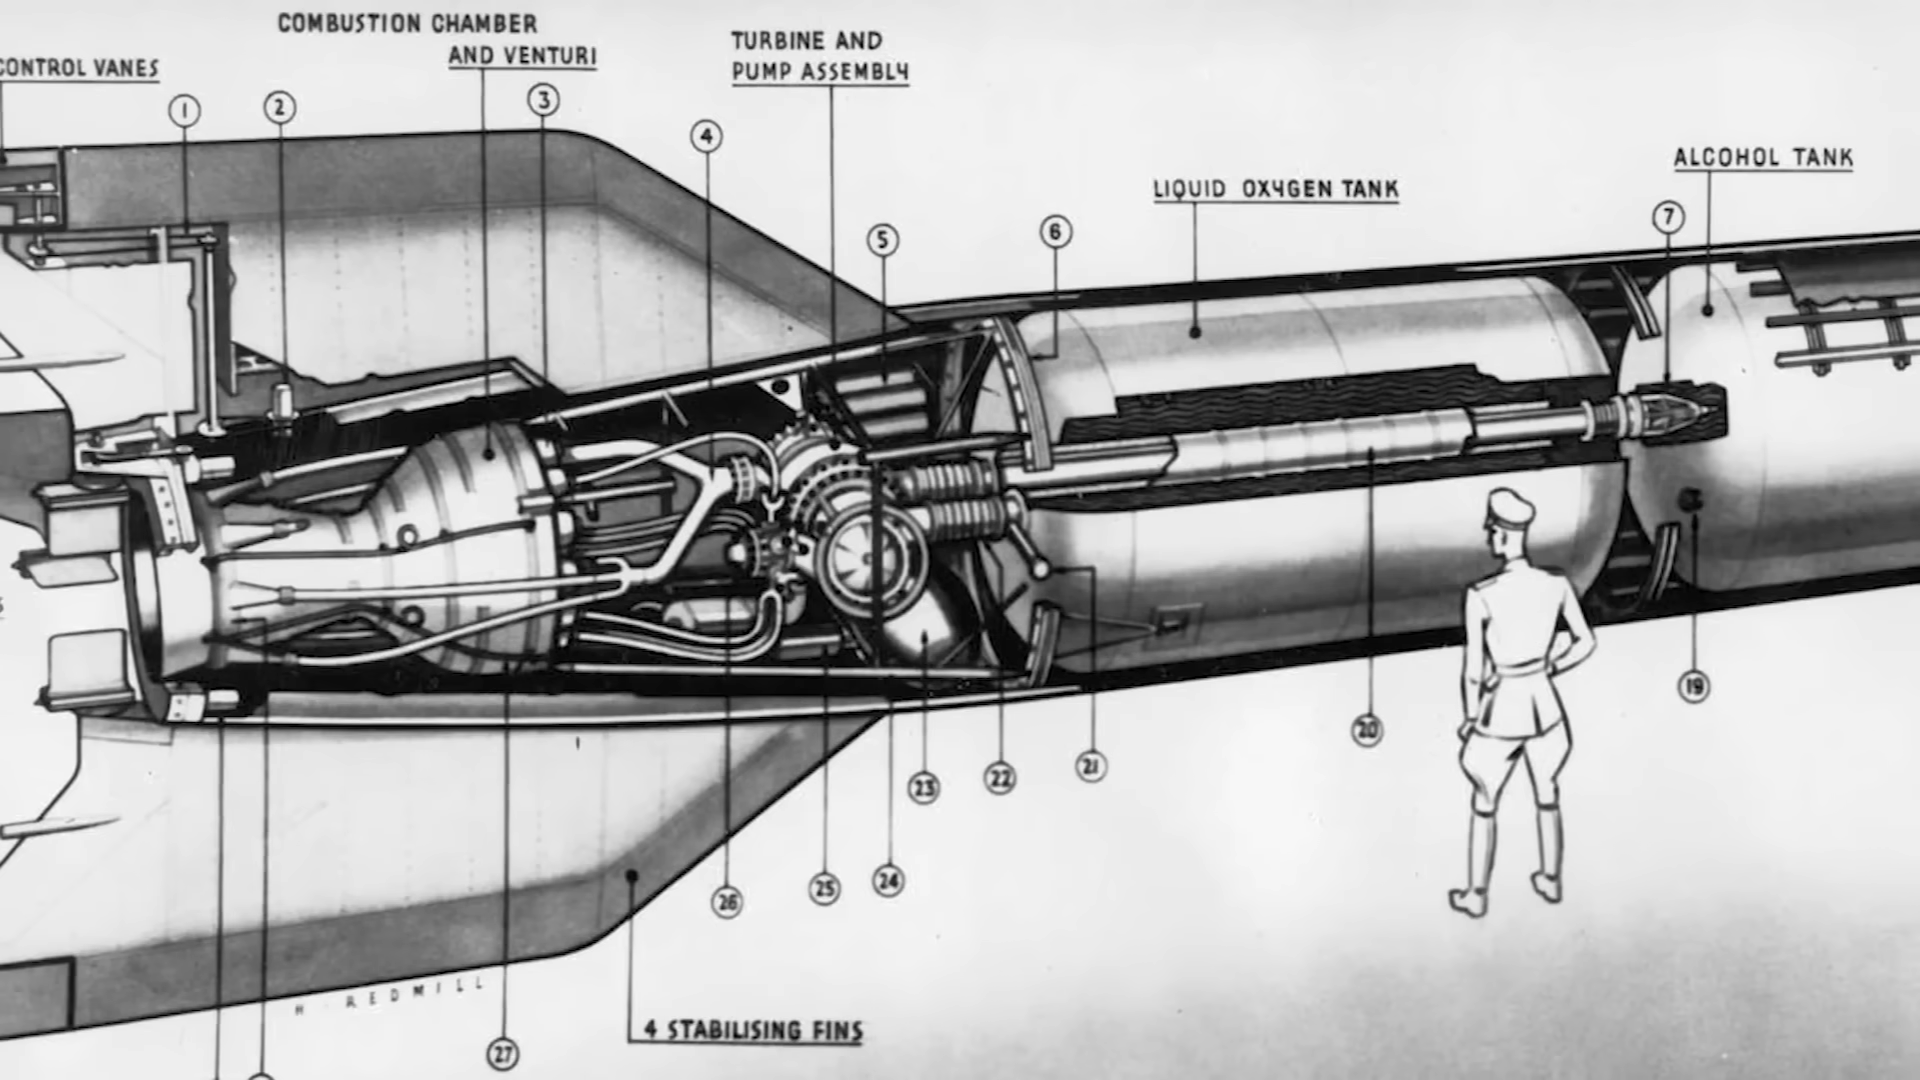 COMBUSTION CHAMBER
AND VENTURI
TURBINE AND
PUMP ASSEMBLY
CONTROL VANES
1
2
3
4
ALCOHOL TANK
LIQUID OXYGEN TANK
5
6
7
19
20
21
22
23
24
25
26
27
H REDMILL
4 STABILISING FINS